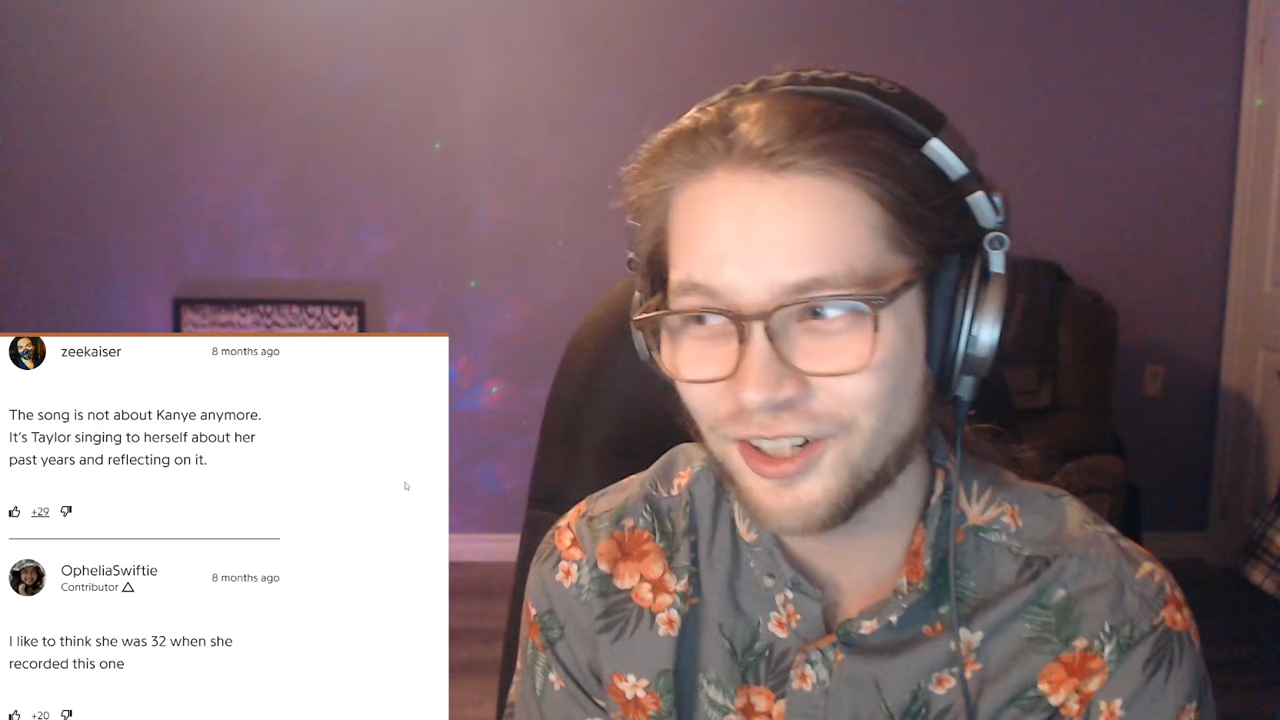 zeekaiser 8 months ago
The song is not about Kanye anymore.
It's Taylor singing to herself about her
past years and reflecting on it.
+29
OpheliaSwiftie 8 months ago
Contributor
I like to think she was 32 when she
recorded this one
+20